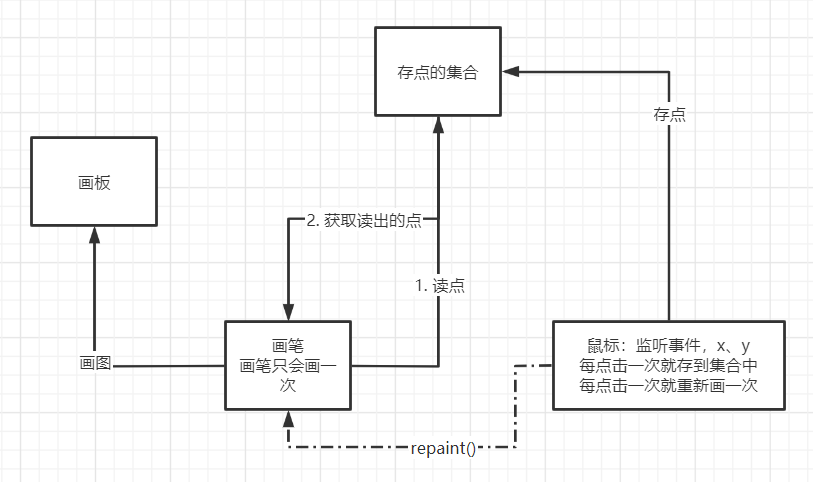 存点的集合
存点
画板
2. 获取读出的点
1. 读点
画笔
画笔只会画一
次
鼠标：监听事件，x、y
每点击一次就存到集合中
每点击一次就重新画一次
画图
repaint()